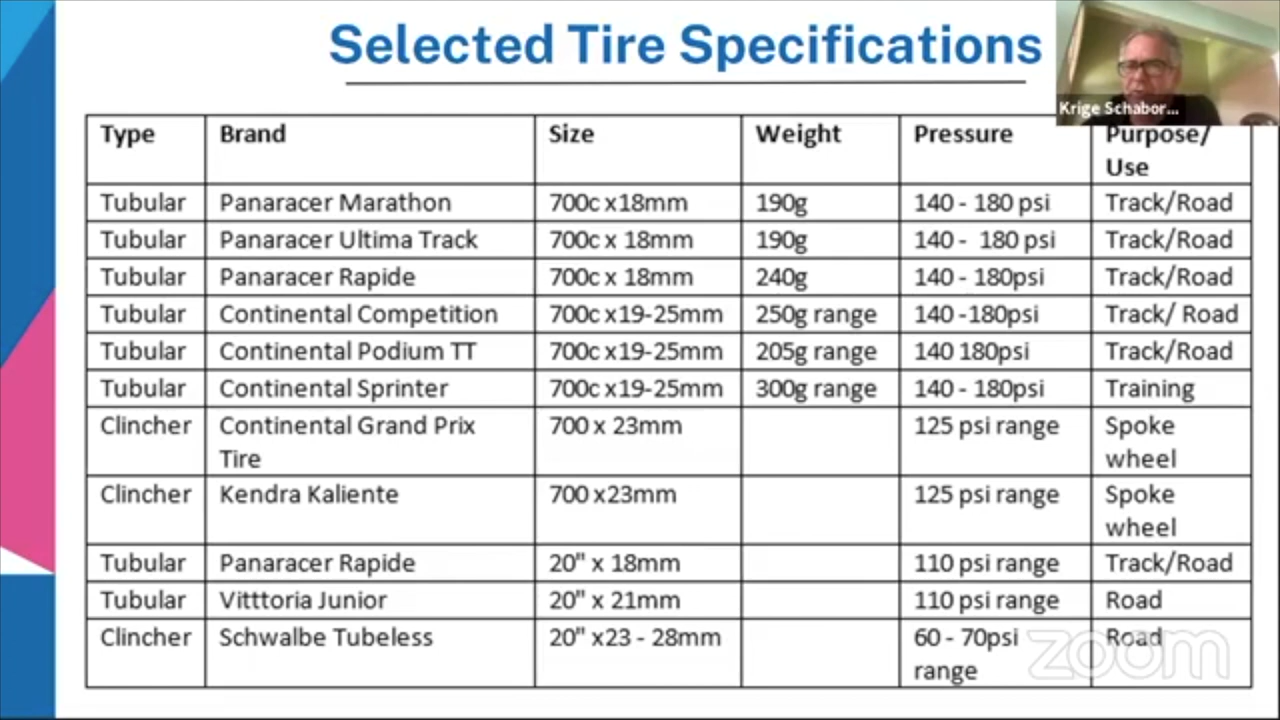 Selected Tire Specifications
Krige Schabor...
Type Brand Size Weight Pressure Purpose/
Use
Tubular Panaracer Marathon 700c x18mm 190g 140 - 180 psi Track/Road
Tubular Panaracer Ultima Track 700c x 18mm 190g 140 -  180 psi Track/Road
Tubular Panaracer Rapide 700c x 18mm 240g 140 - 180psi Track/Road
Tubular Continental Competition 700c x19-25mm 250g range 140 -180psi Track/ Road
Tubular Continental Podium TT 700c x19-25mm 205g range 140 180psi Track/Road
Tubular Continental Sprinter 700c x19-25mm 300g range 140 - 180psi Training
Clincher Continental Grand Prix 700 x 23mm 125 psi range Spoke
Tire wheel
Clincher Kendra Kaliente 700 x23mm 125 psi range Spoke
wheel
Tubular Panaracer Rapide 20" x 18mm 110 psi range Track/Road
Tubular Vitttoria Junior 20" x 21mm 110 psi range Road
Clincher Schwalbe Tubeless 20" x23 - 28mm 60 - 70psi Road
range
zoom